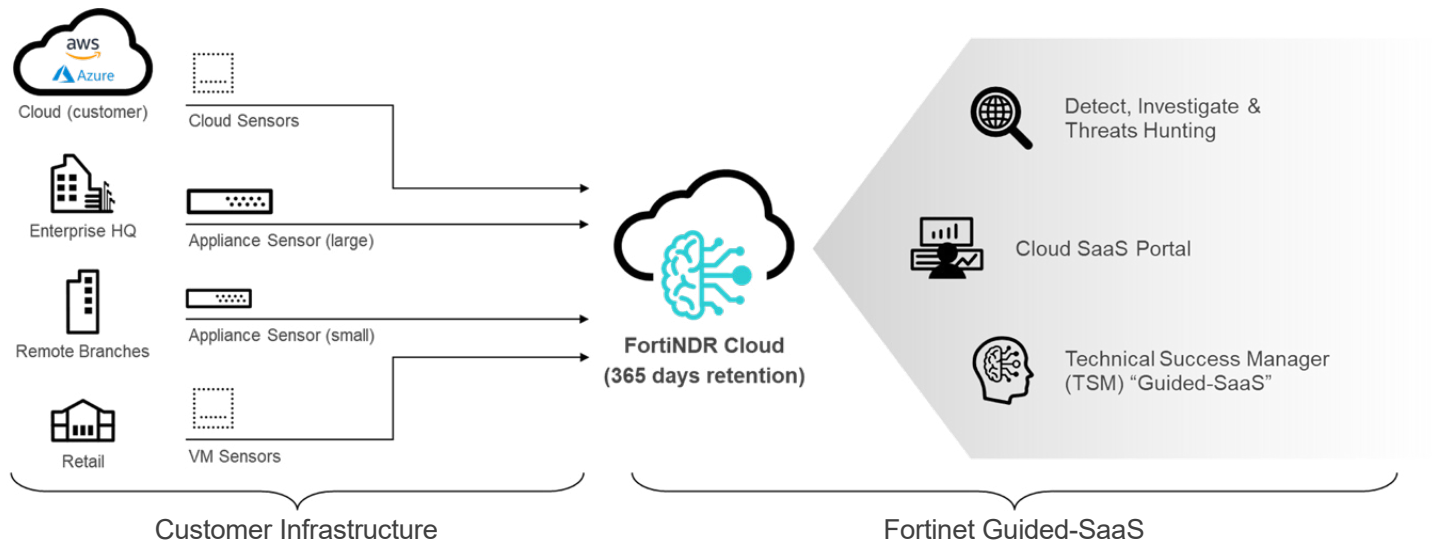 aws
Azure
Cloud (customer)
Cloud Sensors
Enterprise HQ
Appliance Sensor (large)
Remote Branches
Appliance Sensor (small)
Retail
VM Sensors
Customer Infrastructure
FortiNDR Cloud
(365 days retention)
Detect, Investigate &
Threats Hunting
Cloud SaaS Portal
Technical Success Manager
(TSM) “Guided-SaaS”
Fortinet Guided-SaaS